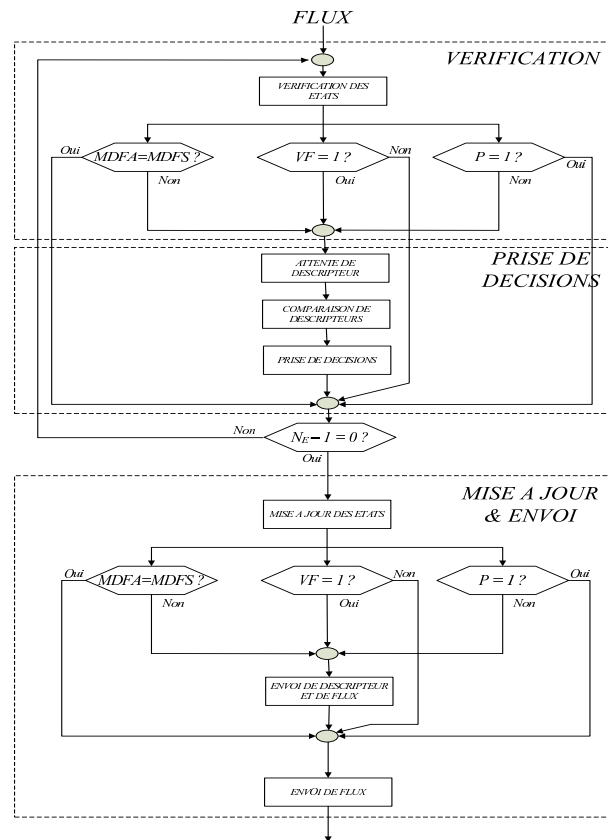 FLUX
VERIFICATION
VERIFICATION DES
ETATS
Oui
MDFA=MDFS ?
Non
VF = 1 ?
Non
Oui
P = 1 ?
Oui
Non
PRISE DE
DECISIONS
ATTENTE DE
DESCRIPTEUR
COMPARAISON DE
DESCRIPTEURS
PRISE DE DECISIONS
Non
NE – 1 = 0 ?
Oui
MISE A JOUR
& ENVOI
MISE A JOUR DES ETATS
Oui
MDFA=MDFS ?
Non
VF = 1 ?
Non
Oui
P = 1 ?
Oui
Non
ENVOI DE DESCRIPTEUR
ET DE FLUX
ENVOI DE FLUX